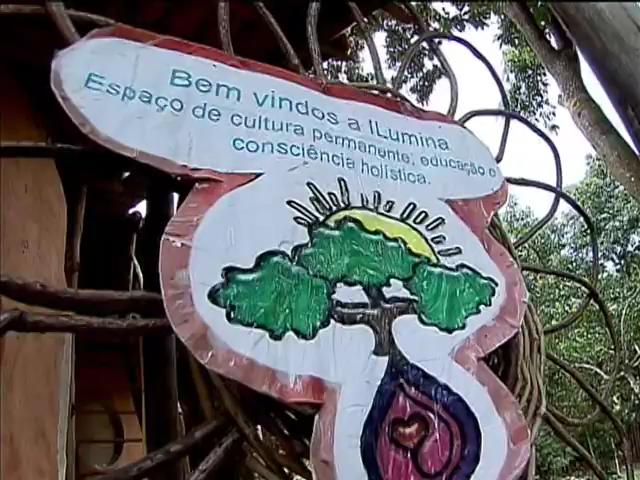 Bem vindos a ILumina
Espaço de cultura permanente, educação e
consciência holística.